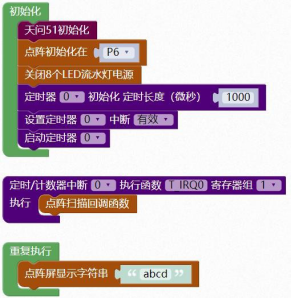 初始化
天问51初始化
点阵初始化在 P6
关闭8个LED流水灯电源
定时器 0 初始化 定时长度（微秒） 1000
设置定时器 0 中断 有效
启动定时器 0
定时/计数器中断 0 执行函数 T_IRQ0 寄存器组 1
执行 点阵扫描回调函数
重复执行
点阵屏显示字符串 “ abcd ”